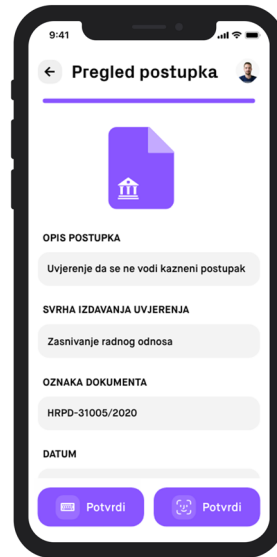 9:41
Pregled postupka
OPIS POSTUPKA
Uvjerenje da se ne vodi kazneni postupak
SVRHA IZDAVANJA UVJERENJA
Zasnivanje radnog odnosa
OZNAKA DOKUMENTA
HRPD-31005/2020
DATUM
Potvrdi
Potvrdi